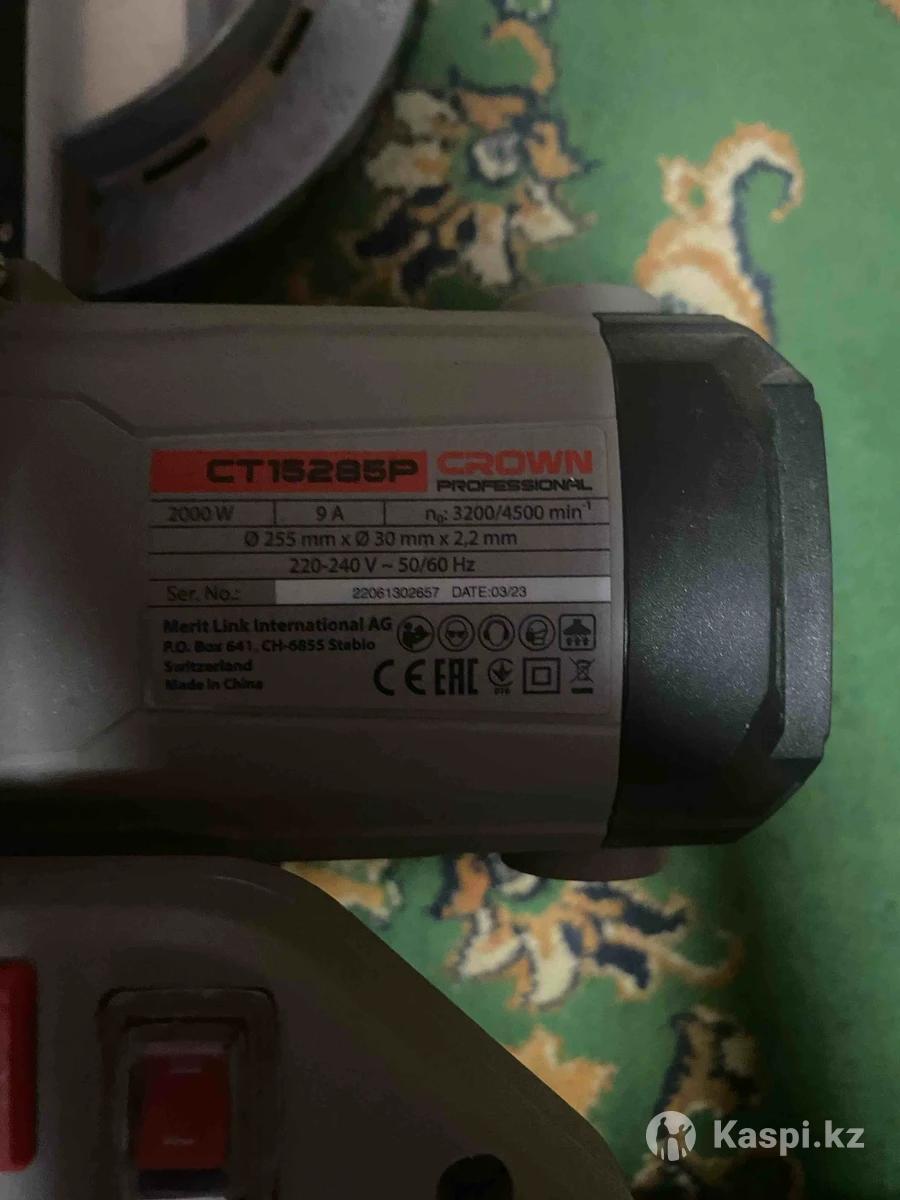 CT15285P CROWN
PROFESSIONAL
2000 W 9 A n₀: 3200/4500 min⁻¹
Ø 255 mm x Ø 30 mm x 2,2 mm
220-240 V ~ 50/60 Hz
Ser. No.: 22061302657 DATE:03/23
Merit Link International AG
P.O. Box 641, CH-6855 Stabio
Switzerland
Made in China
CE EAC
Kaspi.kz